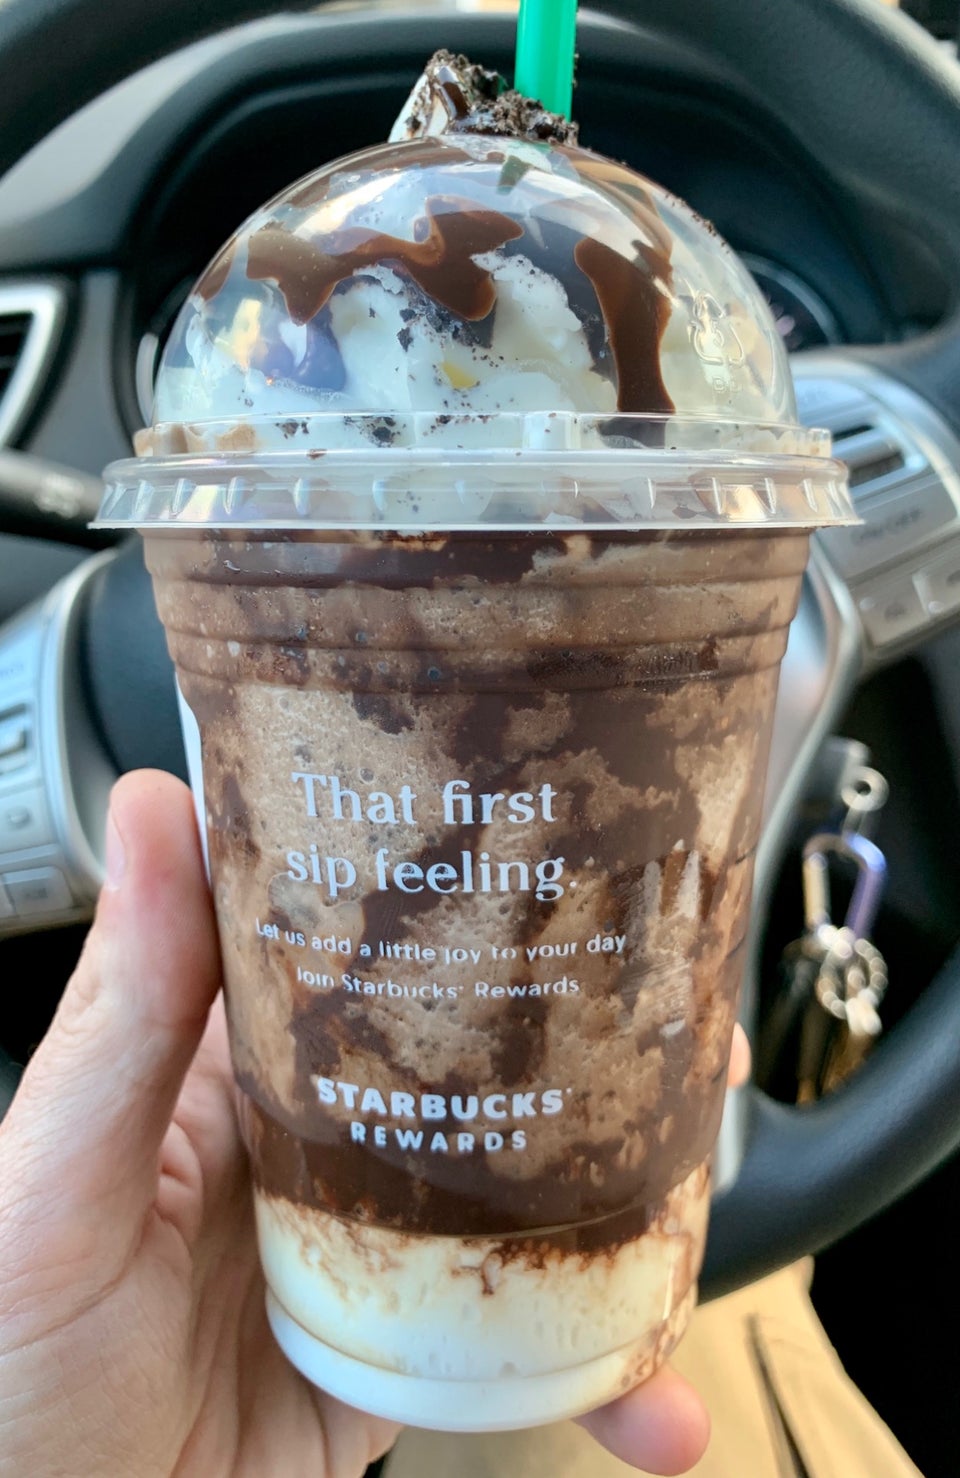 That first
sip feeling.
Let us add a little joy to your day
Join Starbucks® Rewards
STARBUCKS®
REWARDS